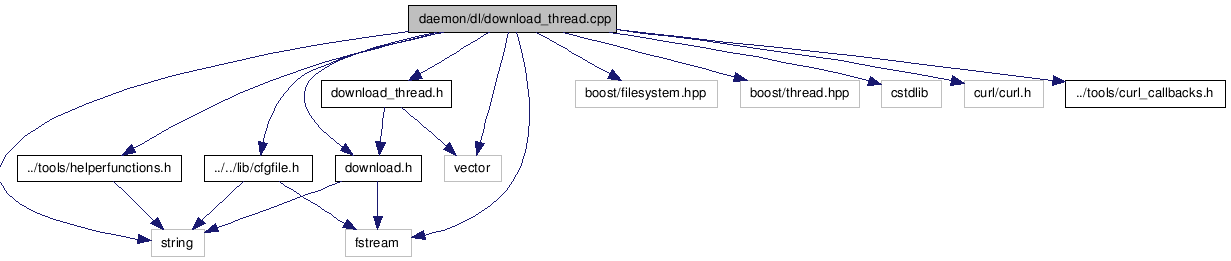 daemon/dl/download_thread.cpp
download_thread.h
boost/filesystem.hpp
boost/thread.hpp
cstdlib
curl/curl.h
../tools/curl_callbacks.h
../tools/helperfunctions.h
../../lib/cfgfile.h
download.h
vector
string
fstream